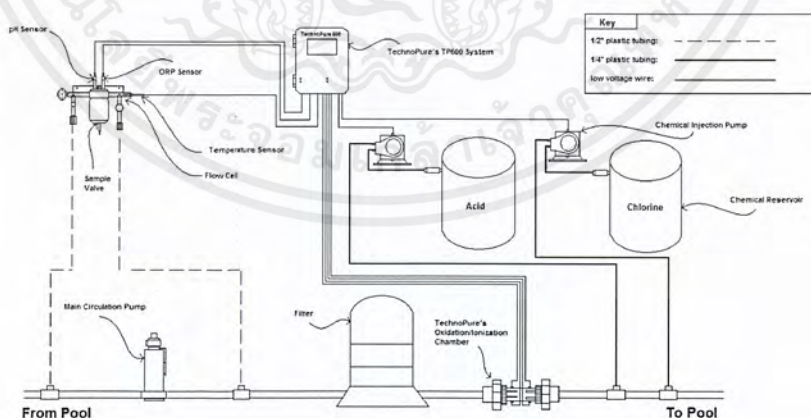 TechnoPure 600
Key
1/2" plastic tubing:
1/4" plastic tubing:
low voltage wire:
pH Sensor
ORP Sensor
TechnoPure's TP600 System
Chemical Injection Pump
Temperature Sensor
Flow Cell
Sample
Valve
Acid
Chlorine
Chemical Reservoir
Main Circulation Pump
Filter
TechnoPure's
Oxidation/Ionization
Chamber
From Pool
To Pool